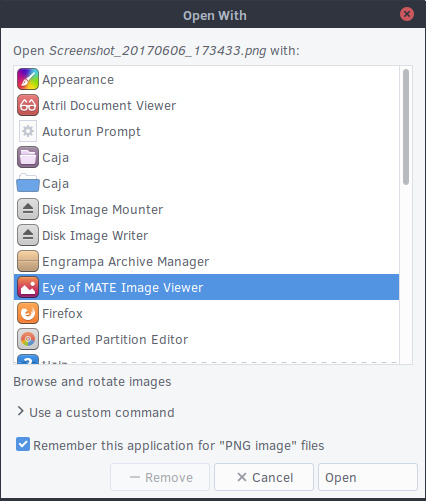 Open With
Open Screenshot_20170606_173433.png with:
Appearance
Atril Document Viewer
Autorun Prompt
Caja
Caja
Disk Image Mounter
Disk Image Writer
Engrampa Archive Manager
Eye of MATE Image Viewer
Firefox
GParted Partition Editor
Help
Browse and rotate images
Use a custom command
Remember this application for "PNG image" files
Remove
Cancel
Open